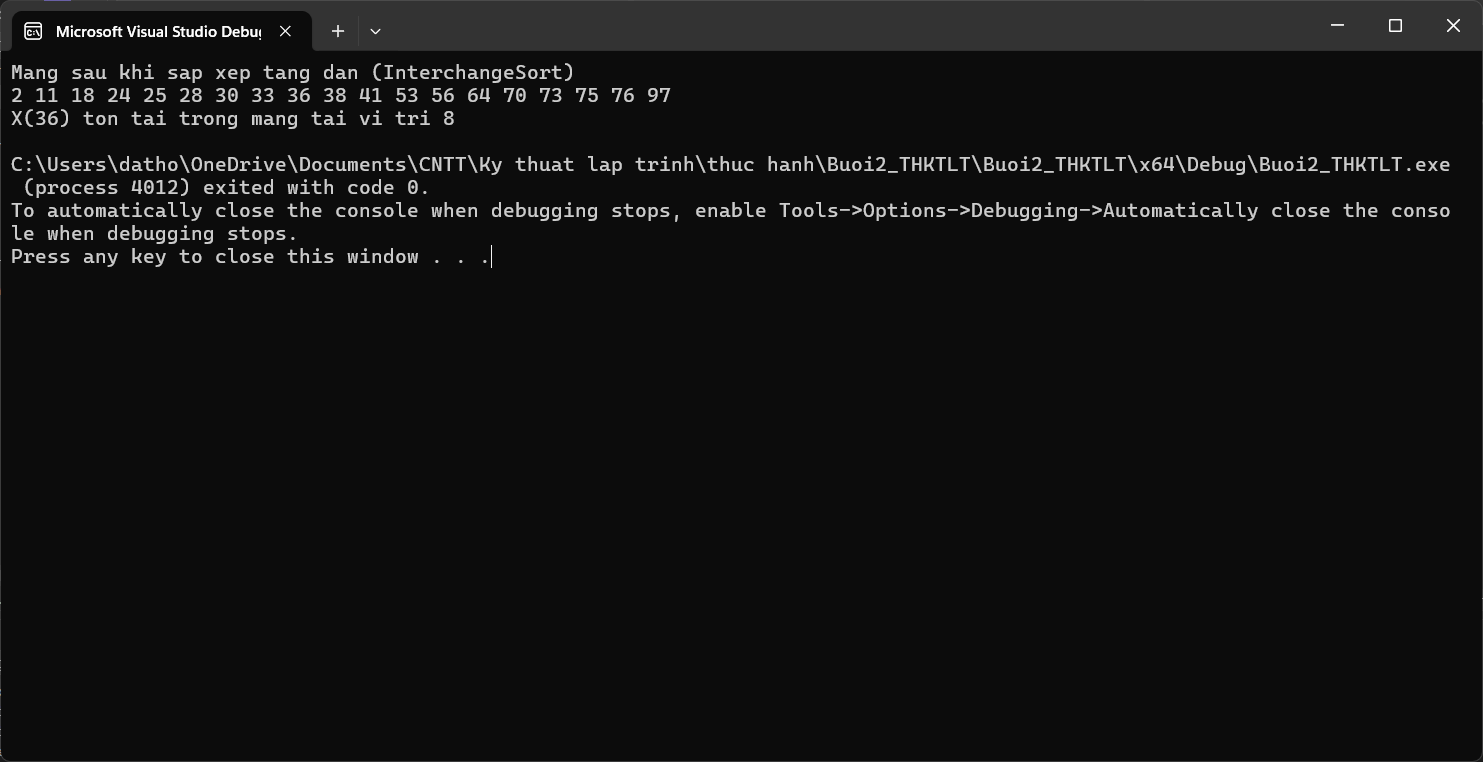 Microsoft Visual Studio Debug
Mang sau khi sap xep tang dan (InterchangeSort)
2 11 18 24 25 28 30 33 36 38 41 53 56 64 70 73 75 76 97
X(36) ton tai trong mang tai vi tri 8
C:\Users\datho\OneDrive\Documents\CNTT\Ky thuat lap trinh\thuc hanh\Buoi2_THKTLT\Buoi2_THKTLT\x64\Debug\Buoi2_THKTLT.exe
(process 4012) exited with code 0.
To automatically close the console when debugging stops, enable Tools->Options->Debugging->Automatically close the conso
le when debugging stops.
Press any key to close this window . . .